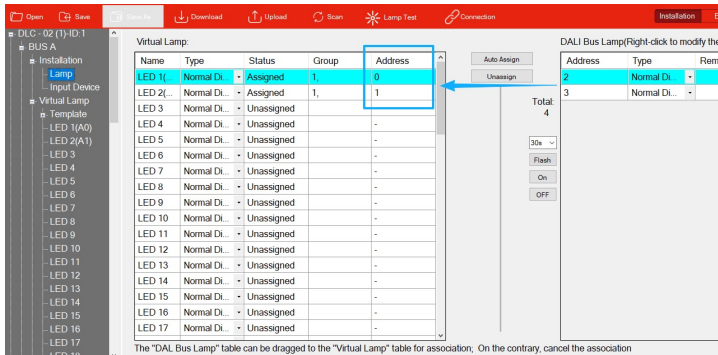 Open Save Save As Download Upload Scan Lamp Test Connection Installation
DLC - 02 (1)-ID:1
BUS A
Installation
Lamp
Input Device
Virtual Lamp
Template
LED 1(A0)
LED 2(A1)
LED 3
LED 4
LED 5
LED 6
LED 7
LED 8
LED 9
LED 10
LED 11
LED 12
LED 13
LED 14
LED 15
LED 16
LED 17
Virtual Lamp:
Name Type Status Group Address
LED 1(... Normal Di... Assigned 1, 0
LED 2(... Normal Di... Assigned 1, 1
LED 3 Normal Di... Unassigned -
LED 4 Normal Di... Unassigned -
LED 5 Normal Di... Unassigned -
LED 6 Normal Di... Unassigned -
LED 7 Normal Di... Unassigned -
LED 8 Normal Di... Unassigned -
LED 9 Normal Di... Unassigned -
LED 10 Normal Di... Unassigned -
LED 11 Normal Di... Unassigned -
LED 12 Normal Di... Unassigned -
LED 13 Normal Di... Unassigned -
LED 14 Normal Di... Unassigned -
LED 15 Normal Di... Unassigned -
LED 16 Normal Di... Unassigned -
LED 17 Normal Di... Unassigned -
Auto Assign
Unassign
Total:
4
30s
Flash
On
OFF
DALI Bus Lamp(Right-click to modify the
Address Type Rem
2 Normal Di...
3 Normal Di...
The "DAL Bus Lamp" table can be dragged to the "Virtual Lamp" table for association; On the contrary, cancel the association